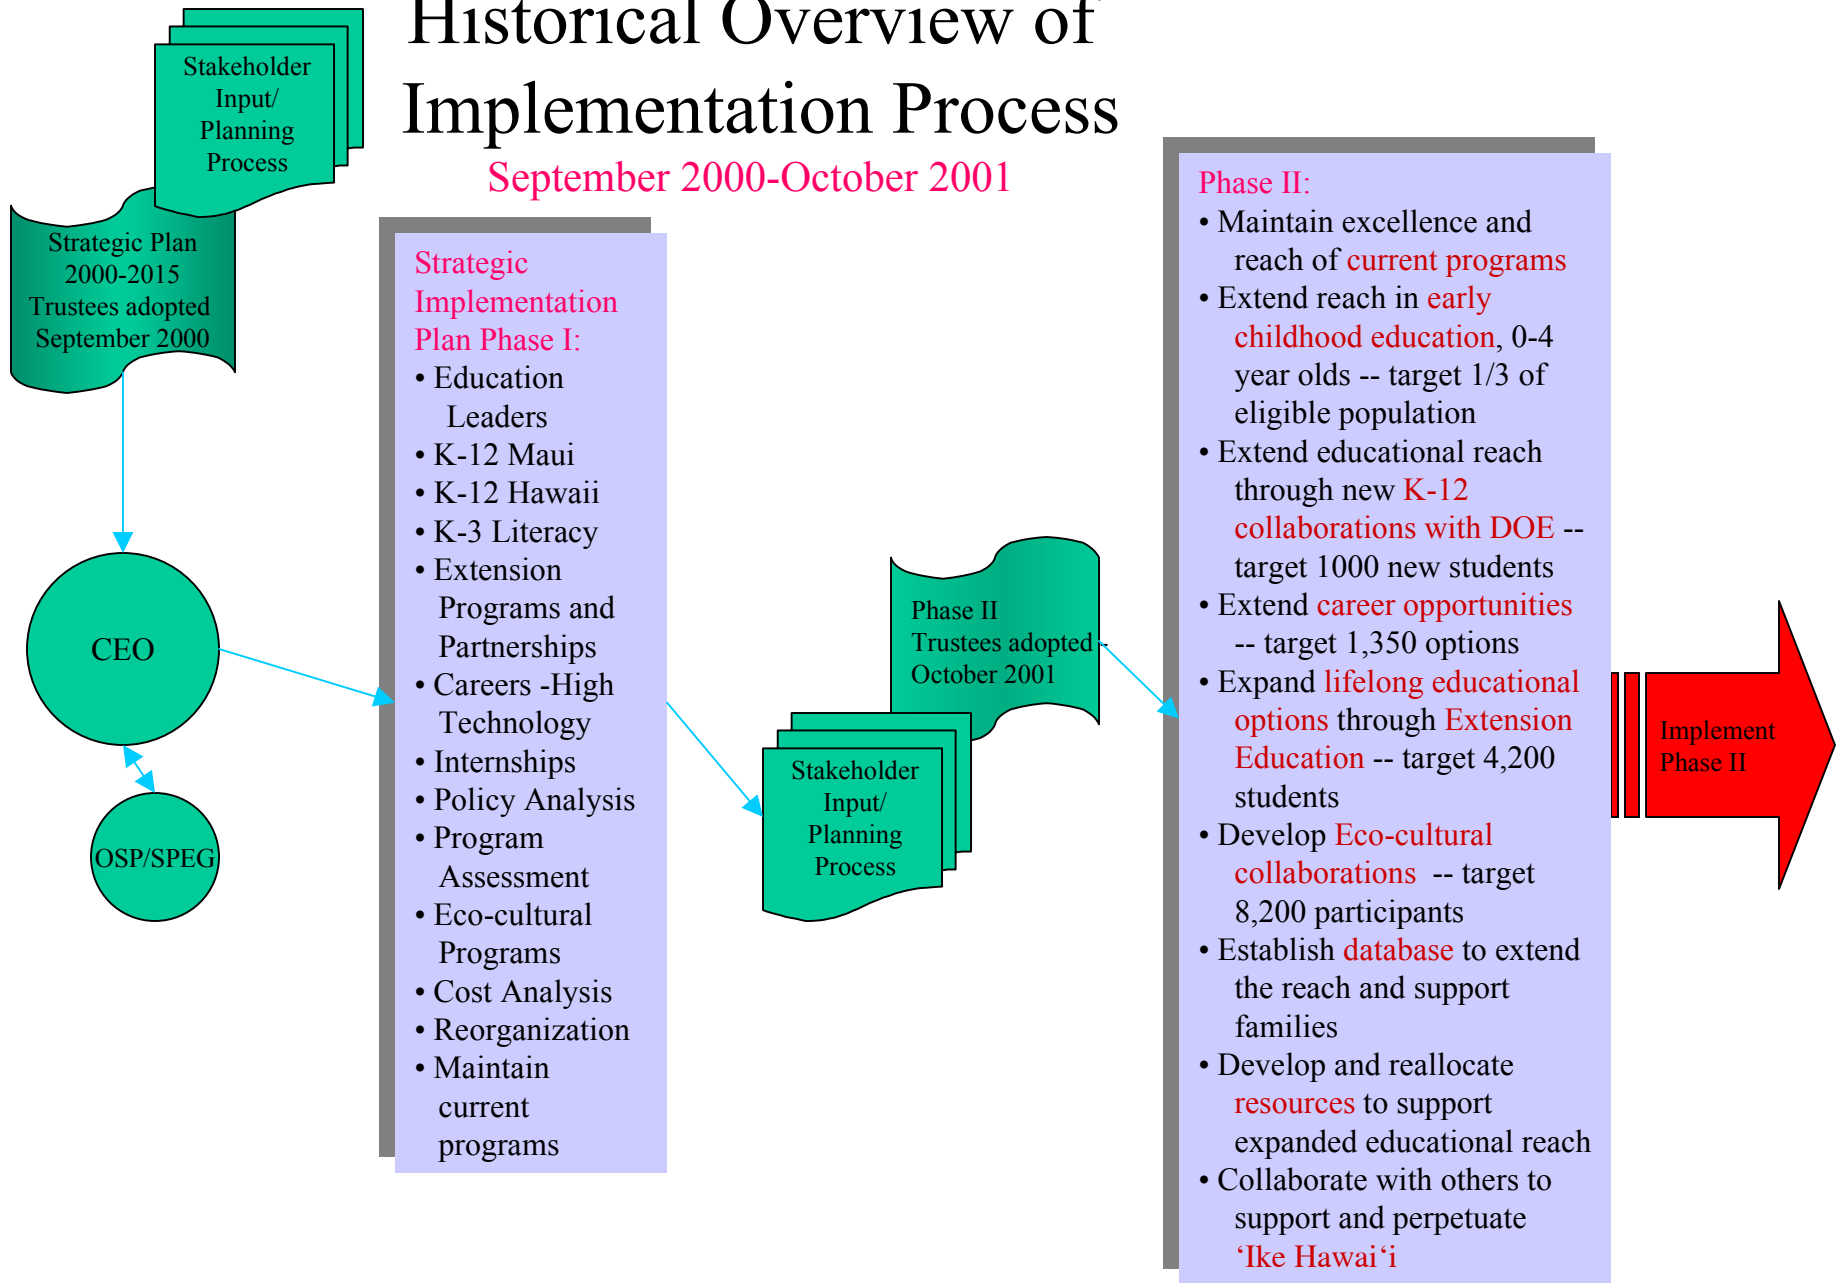 Historical Overview of
Implementation Process
September 2000-October 2001
Stakeholder
Input/
Planning
Process
Strategic Plan
2000-2015
Trustees adopted
September 2000
CEO
OSP/SPEG
Strategic
Implementation
Plan Phase I:
• Education
Leaders
• K-12 Maui
• K-12 Hawaii
• K-3 Literacy
• Extension
Programs and
Partnerships
• Careers -High
Technology
• Internships
• Policy Analysis
• Program
Assessment
• Eco-cultural
Programs
• Cost Analysis
• Reorganization
• Maintain
current
programs
Phase II
Trustees adopted -
October 2001
Stakeholder
Input/
Planning
Process
Phase II:
• Maintain excellence and
reach of current programs
• Extend reach in early
childhood education, 0-4
year olds -- target 1/3 of
eligible population
• Extend educational reach
through new K-12
collaborations with DOE --
target 1000 new students
• Extend career opportunities
-- target 1,350 options
• Expand lifelong educational
options through Extension
Education -- target 4,200
students
• Develop Eco-cultural
collaborations -- target
8,200 participants
• Establish database to extend
the reach and support
families
• Develop and reallocate
resources to support
expanded educational reach
• Collaborate with others to
support and perpetuate
‘Ike Hawai‘i
Implement
Phase II